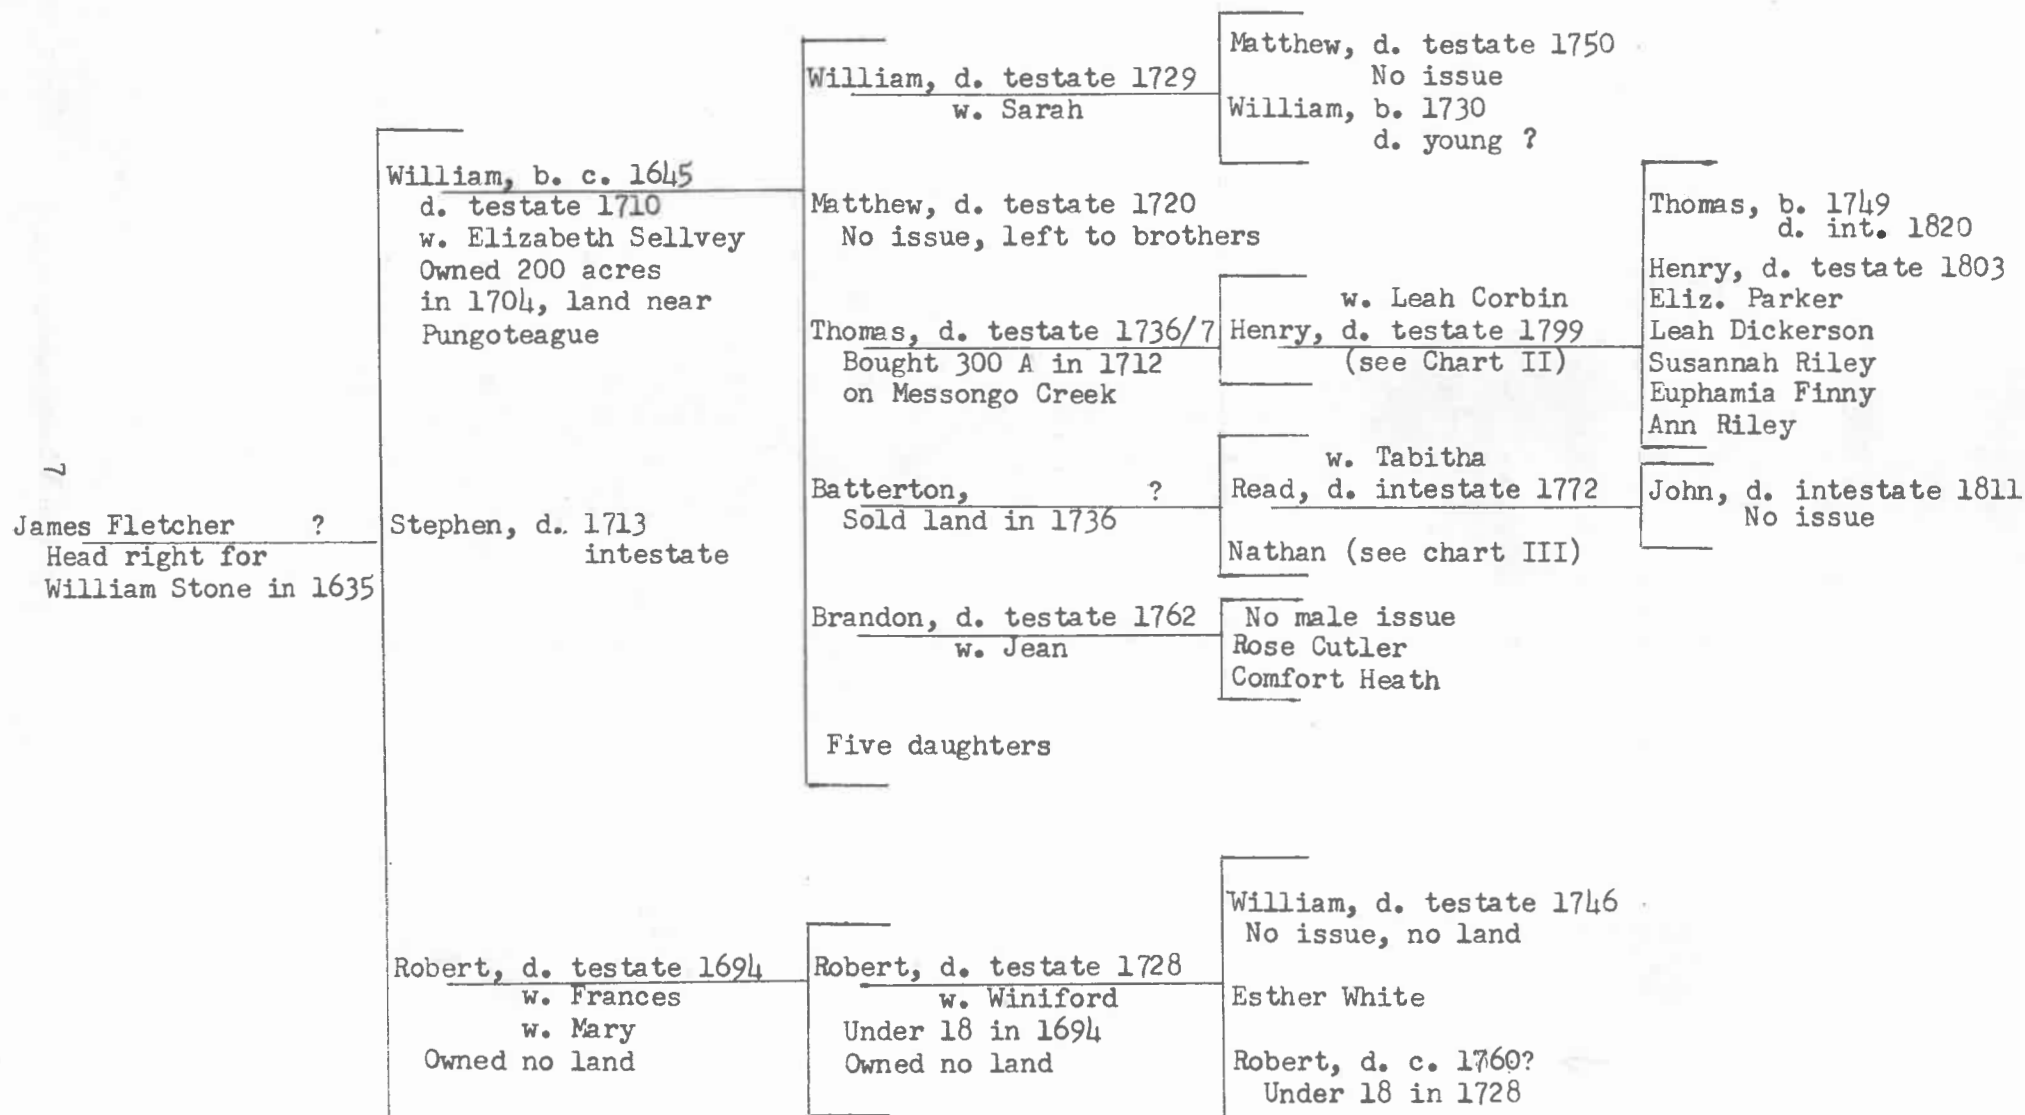 7
James Fletcher ?
Head right for
William Stone in 1635
William, b. c. 1645
d. testate 1710
w. Elizabeth Sellvey
Owned 200 acres
in 1704, land near
Pungoteague
Stephen, d. 1713
intestate
Robert, d. testate 1694
w. Frances
w. Mary
Owned no land
William, d. testate 1729
w. Sarah
Matthew, d. testate 1720
No issue, left to brothers
Thomas, d. testate 1736/7
Bought 300 A in 1712
on Messongo Creek
Batterton, ?
Sold land in 1736
Brandon, d. testate 1762
w. Jean
Five daughters
Robert, d. testate 1728
w. Winiford
Under 18 in 1694
Owned no land
Matthew, d. testate 1750
No issue
William, b. 1730
d. young ?
w. Leah Corbin
Henry, d. testate 1799
(see Chart II)
w. Tabitha
Read, d. intestate 1772
Nathan (see chart III)
No male issue
Rose Cutler
Comfort Heath
William, d. testate 1746
No issue, no land
Esther White
Robert, d. c. 1760?
Under 18 in 1728
Thomas, b. 1749
d. int. 1820
Henry, d. testate 1803
Eliz. Parker
Leah Dickerson
Susannah Riley
Euphamia Finny
Ann Riley
John, d. intestate 1811
No issue